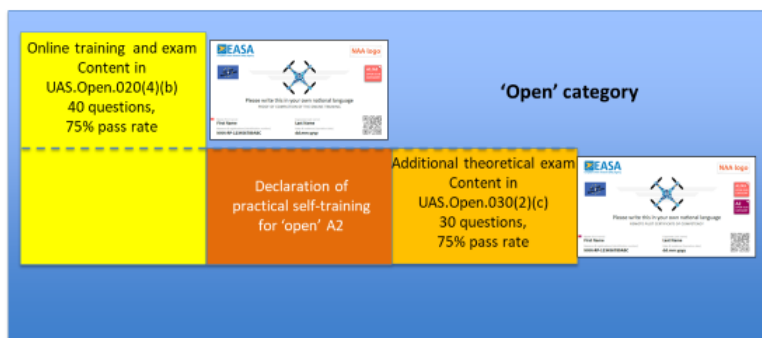 Online training and exam
Content in
UAS.Open.020(4)(b)
40 questions,
75% pass rate
EASA
NAA logo
Please write this in your own national language
First Name
Last Name
'Open' category
Declaration of
practical self-training
for 'open' A2
Additional theoretical exam
Content in
UAS.Open.030(2)(c)
30 questions,
75% pass rate
EASA
NAA logo
Please write this in your own national language
First Name
Last Name